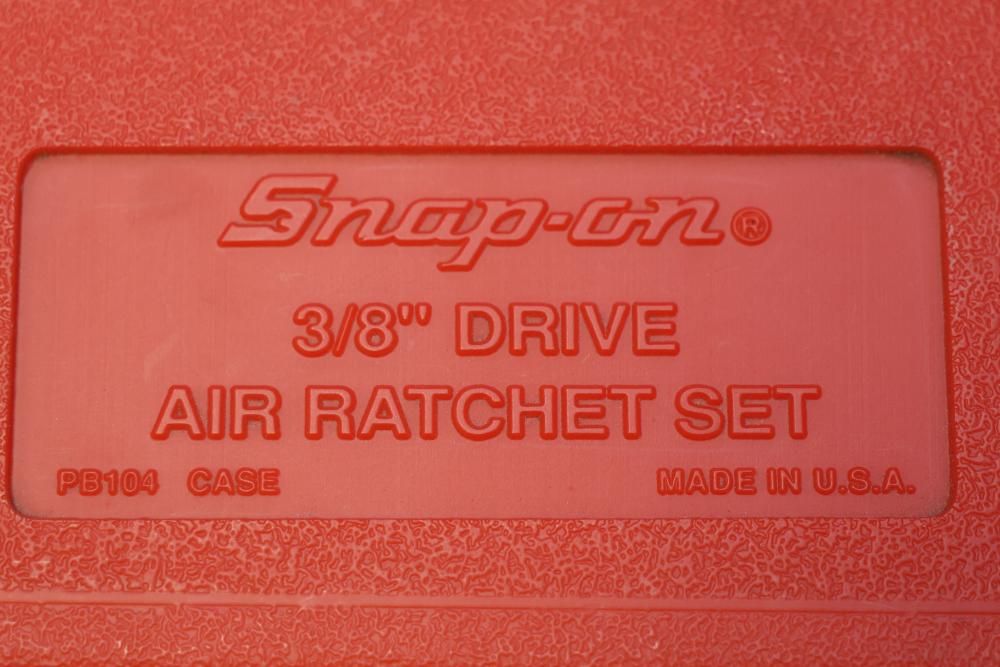 Snap-on®
3/8" DRIVE
AIR RATCHET SET
PB104 CASE MADE IN U.S.A.